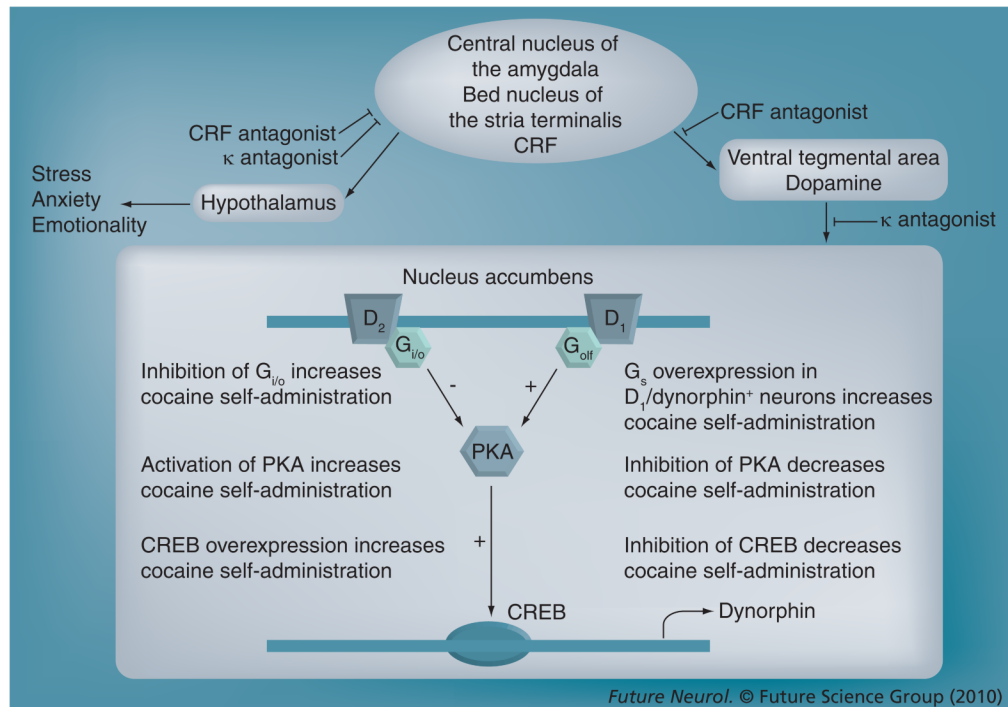 Central nucleus of
the amygdala
Bed nucleus of
the stria terminalis
CRF
CRF antagonist
κ antagonist
CRF antagonist
Ventral tegmental area
Dopamine
Stress
Anxiety
Emotionality
Hypothalamus
κ antagonist
Nucleus accumbens
D₂
D₁
Gᵢ/ₒ
Gₒₗf
Inhibition of Gᵢ/ₒ increases
cocaine self-administration
-
+
Gₛ overexpression in
D₁/dynorphin⁺ neurons increases
cocaine self-administration
PKA
Activation of PKA increases
cocaine self-administration
Inhibition of PKA decreases
cocaine self-administration
CREB overexpression increases
cocaine self-administration
+
Inhibition of CREB decreases
cocaine self-administration
CREB
Dynorphin
Future Neurol. © Future Science Group (2010)